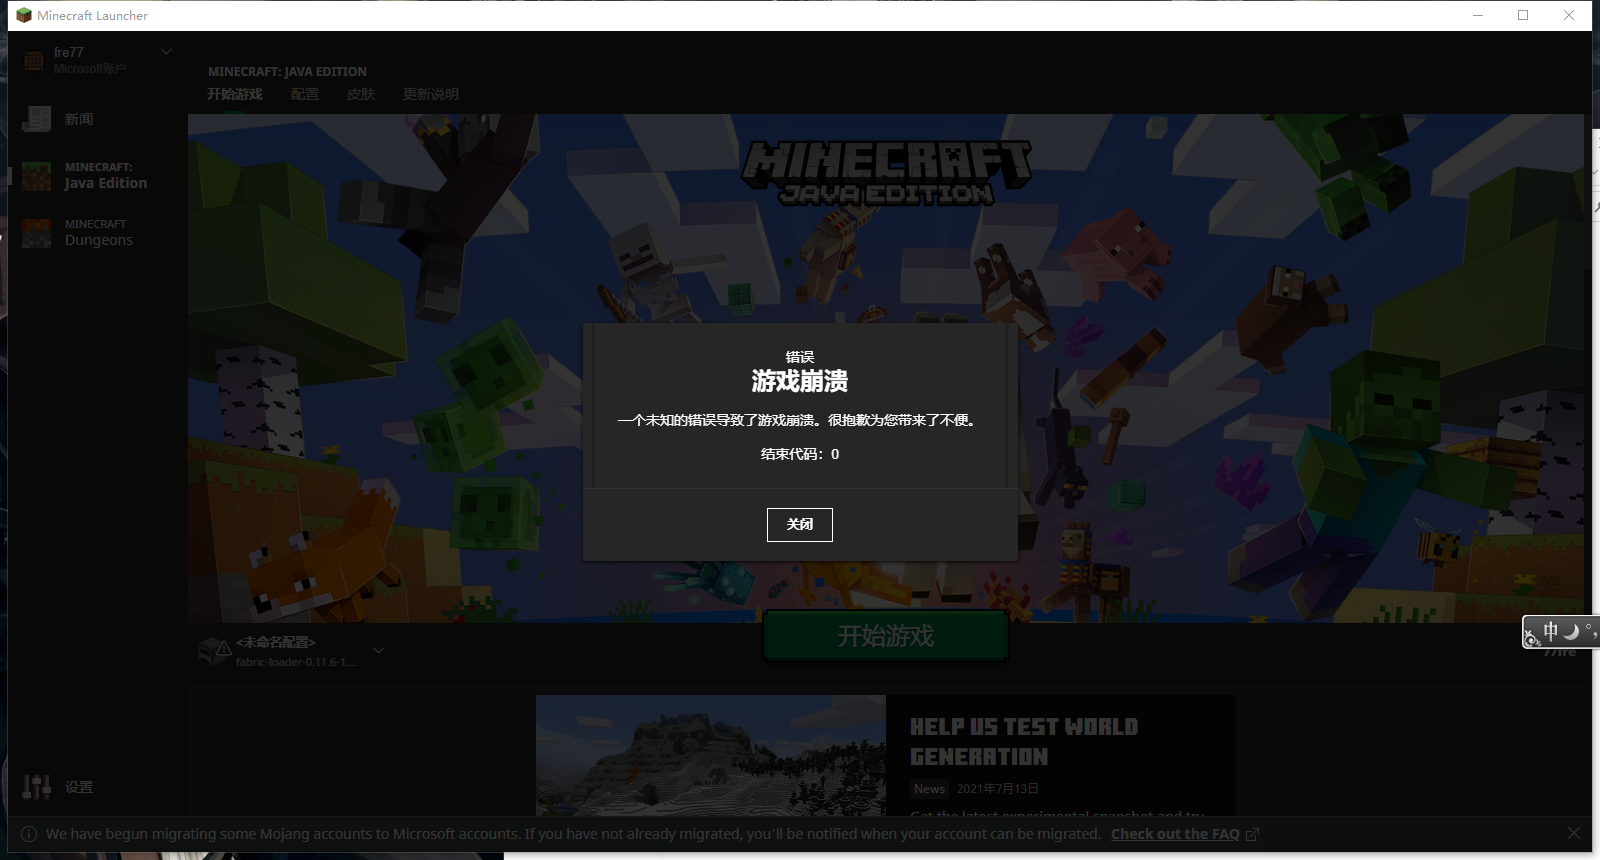 Minecraft Launcher
fre77
Microsoft账户
MINECRAFT: JAVA EDITION
开始游戏 配置 皮肤 更新说明
新闻
MINECRAFT:
Java Edition
MINECRAFT
Dungeons
MINECRAFT
JAVA EDITION
错误
游戏崩溃
一个未知的错误导致了游戏崩溃。很抱歉为您带来了不便。
结束代码：0
关闭
<未命名配置>
fabric-loader-0.11.6-1....
开始游戏
中
HELP US TEST WORLD
GENERATION
News 2021年7月13日
Get the latest experimental snapshot and try
设置
We have begun migrating some Mojang accounts to Microsoft accounts. If you have not already migrated, you'll be notified when your account can be migrated. Check out the FAQ